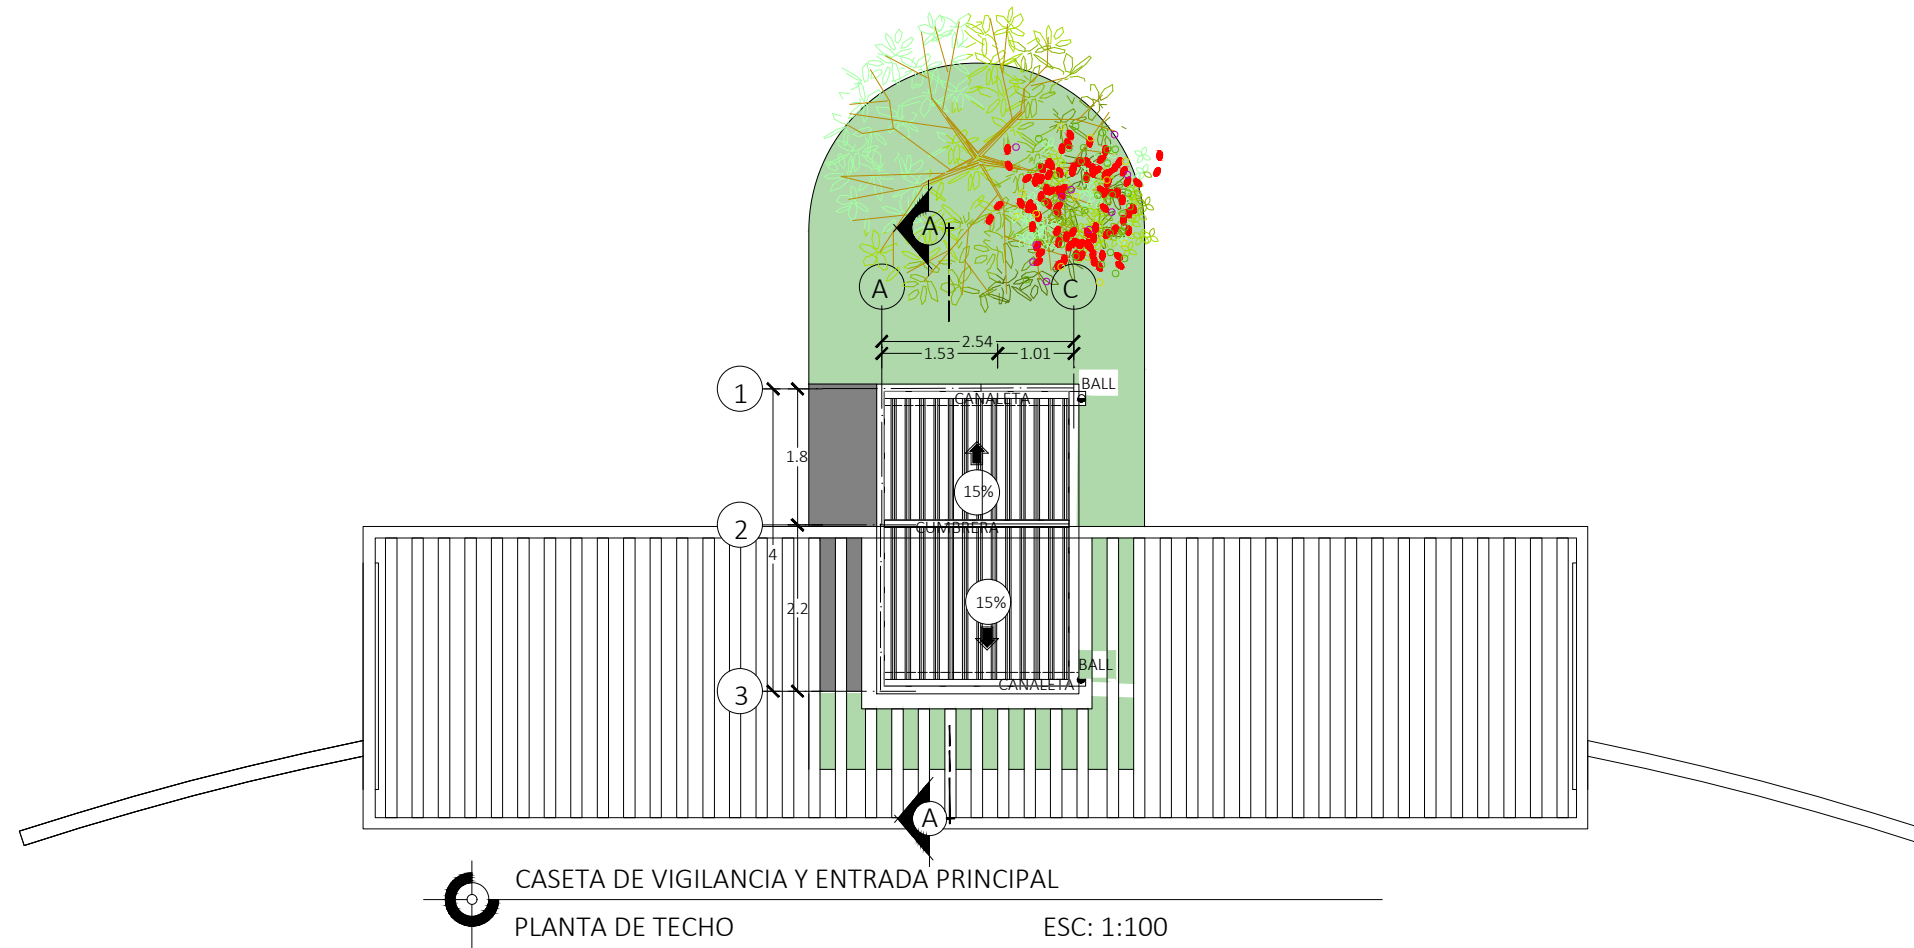 A
A
C
2.54
1.53
1.01
BALL
1
CANALETA
1.8
15%
2
CUMBRERA
4
15%
2.2
BALL
3
CANALETA
A
CASETA DE VIGILANCIA Y ENTRADA PRINCIPAL
PLANTA DE TECHO
ESC: 1:100